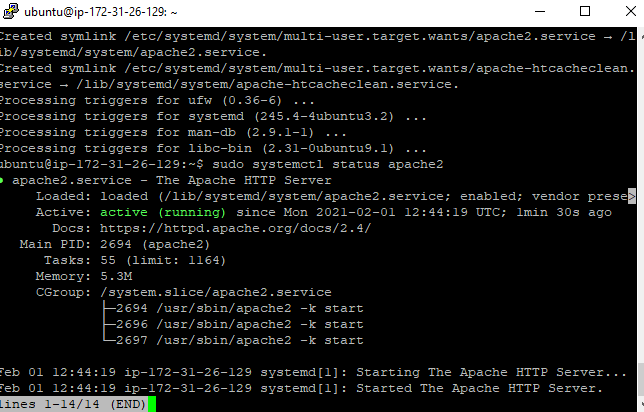 ubuntu@ip-172-31-26-129: ~
Created symlink /etc/systemd/system/multi-user.target.wants/apache2.service → /l
ib/systemd/system/apache2.service.
Created symlink /etc/systemd/system/multi-user.target.wants/apache-htcacheclean.
service → /lib/systemd/system/apache-htcacheclean.service.
Processing triggers for ufw (0.36-6) ...
Processing triggers for systemd (245.4-4ubuntu3.2) ...
Processing triggers for man-db (2.9.1-1) ...
Processing triggers for libc-bin (2.31-0ubuntu9.1) ...
ubuntu@ip-172-31-26-129:~$ sudo systemctl status apache2
● apache2.service - The Apache HTTP Server
Loaded: loaded (/lib/systemd/system/apache2.service; enabled; vendor prese>
Active: active (running) since Mon 2021-02-01 12:44:19 UTC; 1min 30s ago
Docs: https://httpd.apache.org/docs/2.4/
Main PID: 2694 (apache2)
Tasks: 55 (limit: 1164)
Memory: 5.3M
CGroup: /system.slice/apache2.service
├─2694 /usr/sbin/apache2 -k start
├─2696 /usr/sbin/apache2 -k start
└─2697 /usr/sbin/apache2 -k start
Feb 01 12:44:19 ip-172-31-26-129 systemd[1]: Starting The Apache HTTP Server...
Feb 01 12:44:19 ip-172-31-26-129 systemd[1]: Started The Apache HTTP Server.
lines 1-14/14 (END)